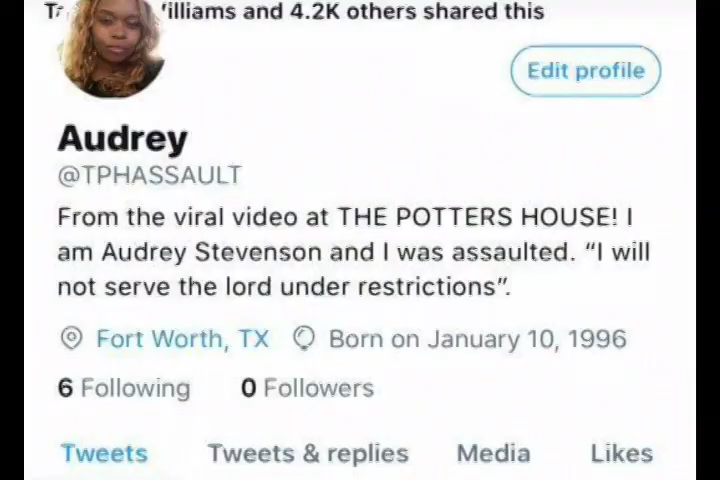 'illiams and 4.2K others shared this
Edit profile
Audrey
@TPHASSAULT
From the viral video at THE POTTERS HOUSE! I
am Audrey Stevenson and I was assaulted. “I will
not serve the lord under restrictions”.
Fort Worth, TX Born on January 10, 1996
6 Following 0 Followers
Tweets Tweets & replies Media Likes